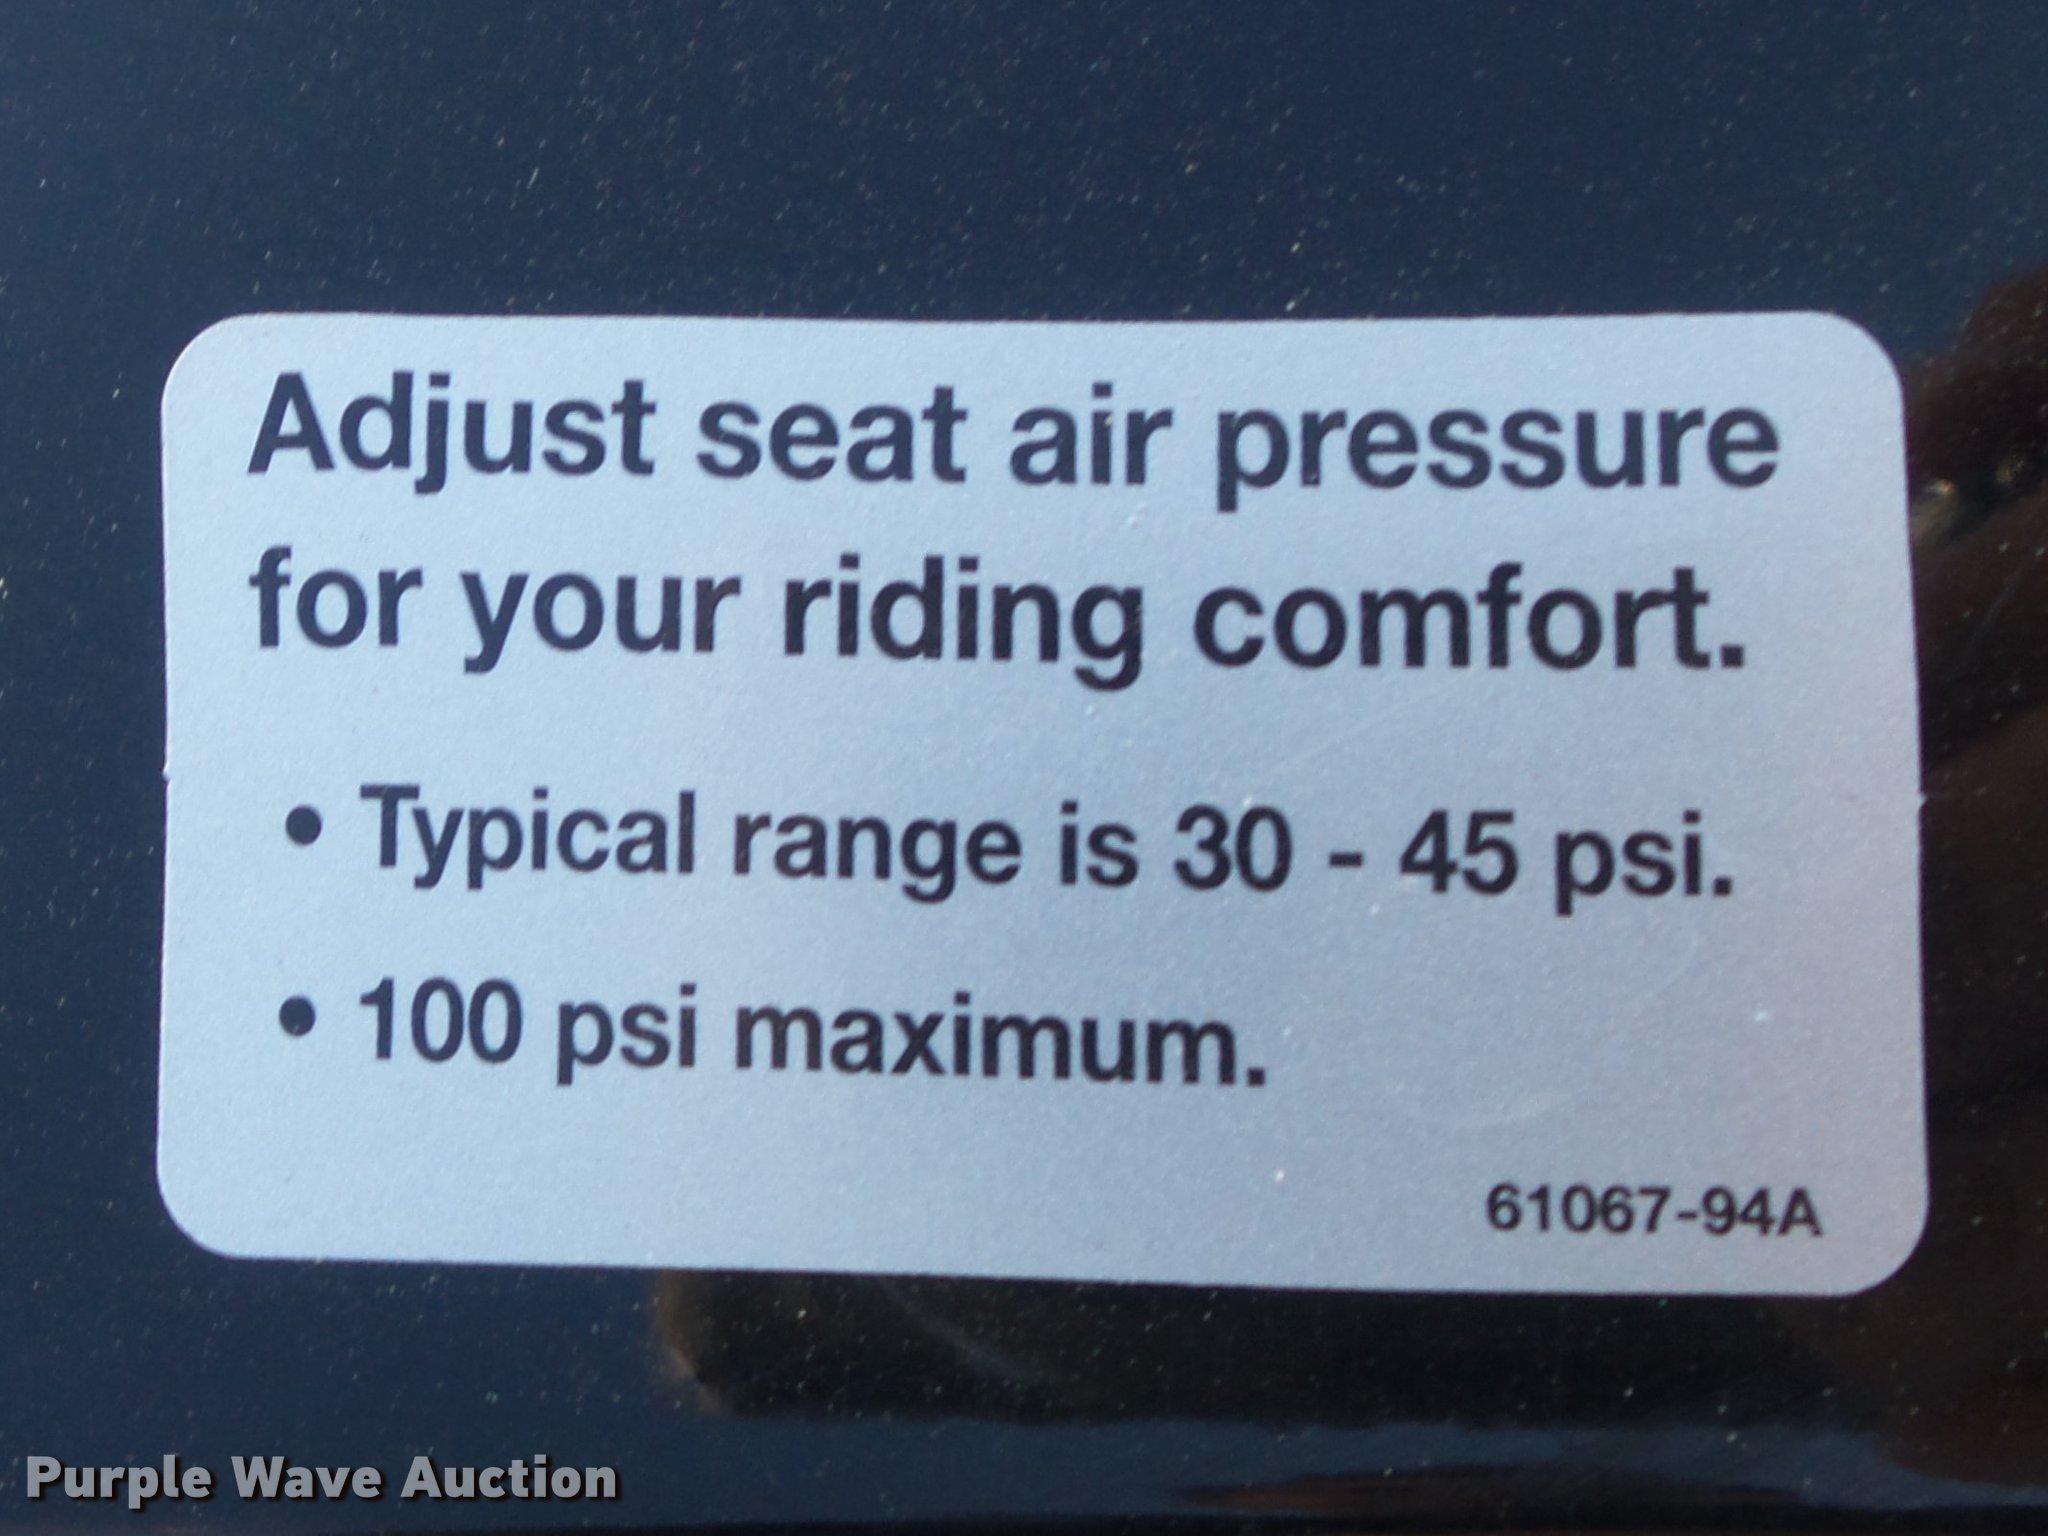 Adjust seat air pressure
for your riding comfort.
• Typical range is 30 - 45 psi.
• 100 psi maximum.
61067-94A
Purple Wave Auction